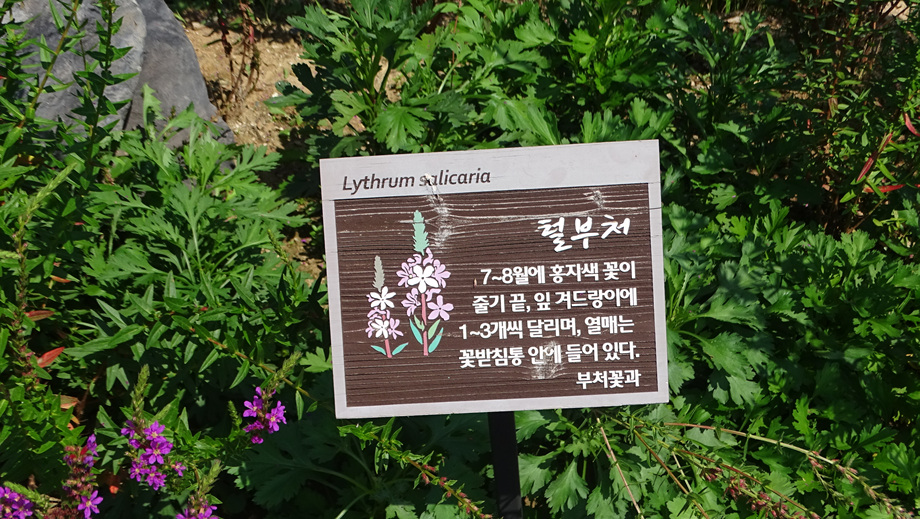 Lythrum salicaria
털부처
7~8월에 홍지색 꽃이
줄기 끝, 잎 겨드랑이에
1~3개씩 달리며, 열매는
꽃받침통 안에 들어 있다.
부처꽃과